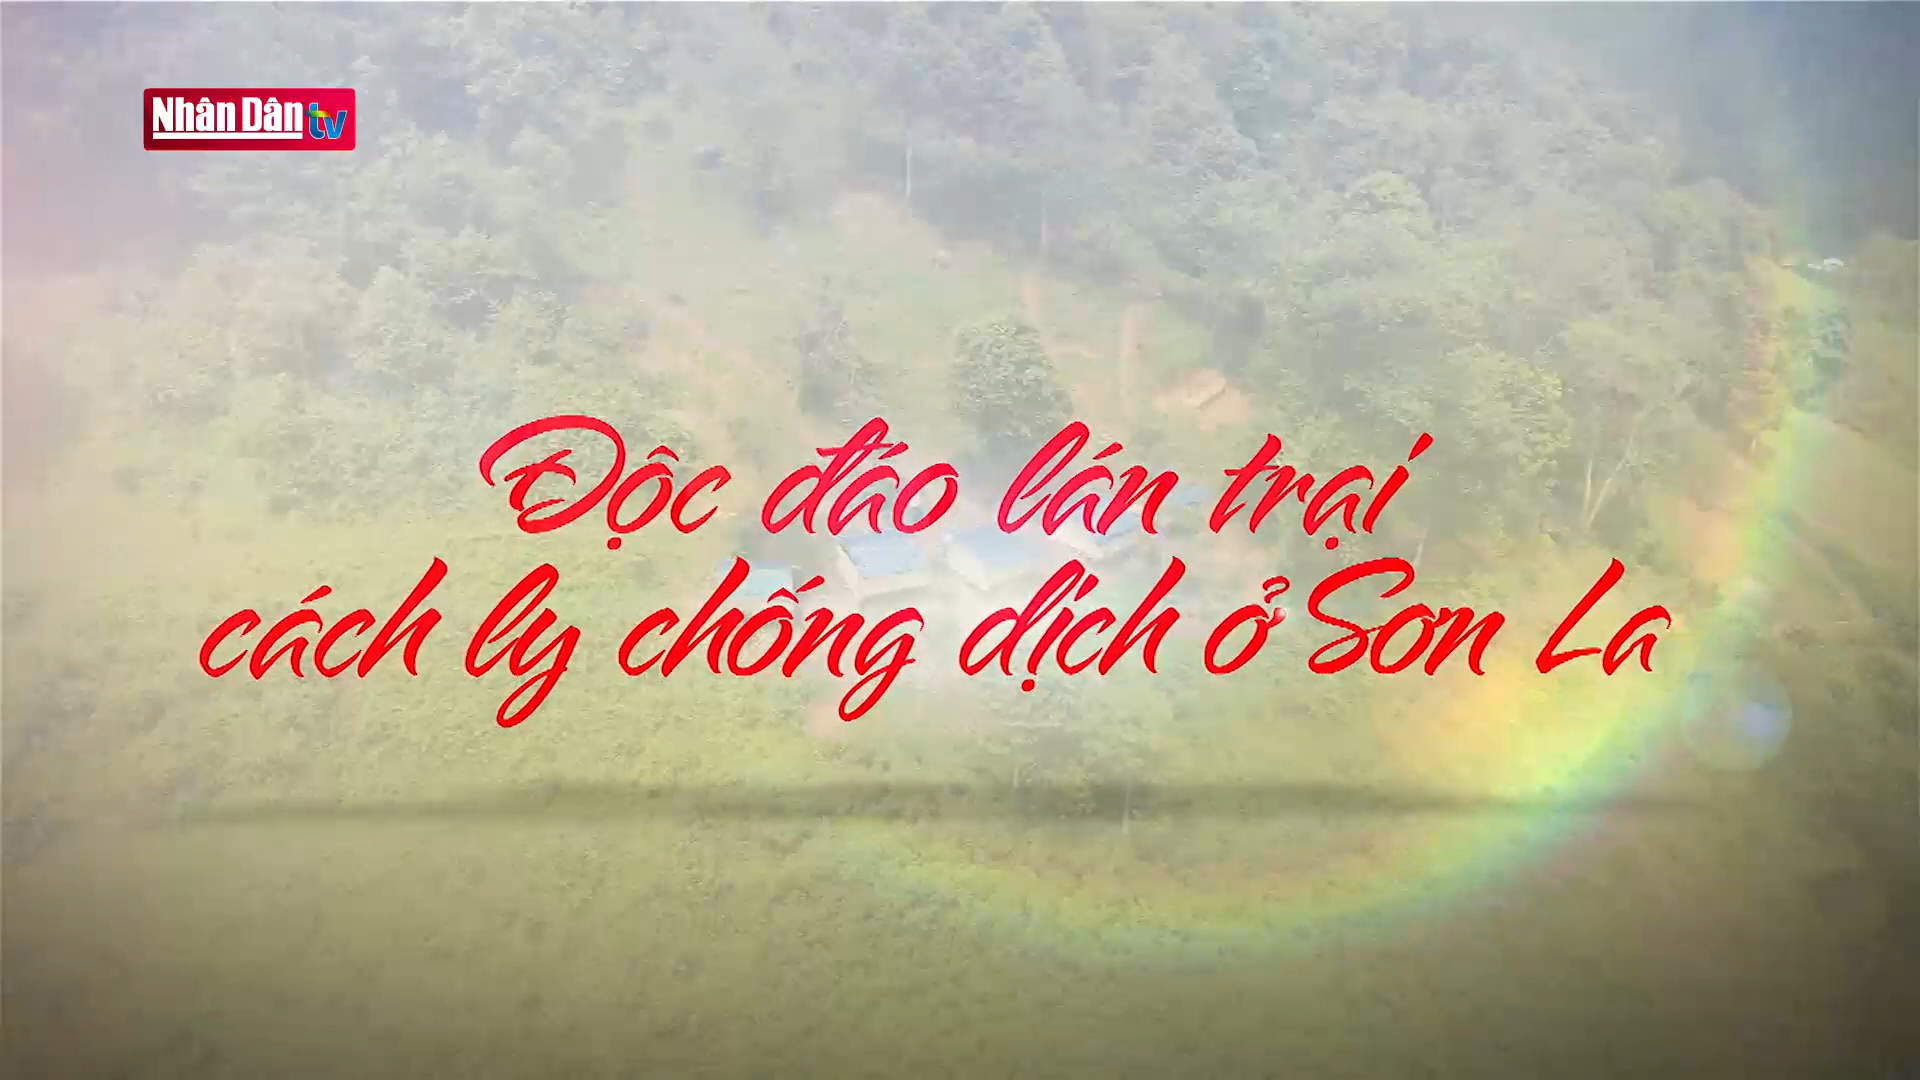 Nhân Dân tv
Độc đáo lán trại
cách ly chống dịch ở Sơn La